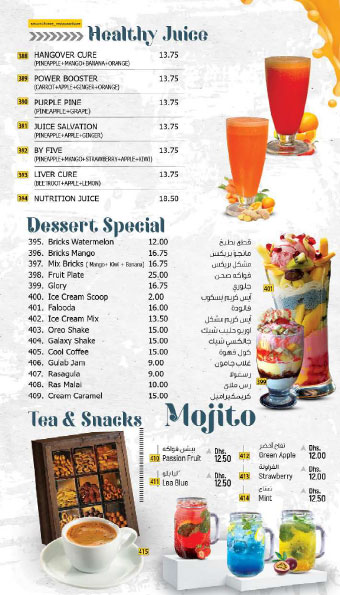 Healthy Juice
388 HANGOVER CURE 13.75
(PINEAPPLE+MANGO+BANANA+ORANGE)
389 POWER BOOSTER 13.75
(CARROT+APPLE+GINGER+ORANGE)
390 PURPLE PINE 13.75
(PINEAPPLE+GRAPE)
391 JUICE SALVATION 13.75
(PINEAPPLE+APPLE+GINGER)
392 BY FIVE 13.75
(PINEAPPLE+MANGO+STRAWBERRY+APPLE+KIWI)
393 LIVER CURE 13.75
(BEETROOT+APPLE+LEMON)
394 NUTRITION JUICE 18.50
Dessert Special
395. Bricks Watermelon 12.00 قطع بطيخ
396. Bricks Mango 16.75 مانجو بريكس
397. Mix Bricks (Mango+ Kiwi + Banana) 16.75 مشكل بريكس
398. Fruit Plate 25.00 صحن فواكه
399. Glory 16.75 جلوري
400. Ice Cream Scoop 2.00 آيس كريم بسكوب
401. Falooda 16.00 فالودة
402. Ice Cream Mix 13.50 آيس كريم مشكل
403. Oreo Shake 15.00 اوريو حليب شيك
404. Galaxy Shake 15.00 جالكسي شيك
405. Cool Coffee 15.00 كول قهوة
406. Gulab Jam 9.00 غلاب جامون
407. Rasagula 9.00 رسغولا
408. Ras Malai 10.00 رس ملاي
409. Cream Caramel 15.00 كريم كيراميل
401
399
Tea & Snacks
415
Mojito
بيشن فواكه
410 Passion Fruit Dhs. 12.50
411 Lea Blue Dhs. 12.50
تفاح أخضر
412 Green Apple Dhs. 12.00
الفراولة
413 Strawberry Dhs. 12.00
نعناع
414 Mint Dhs. 12.50